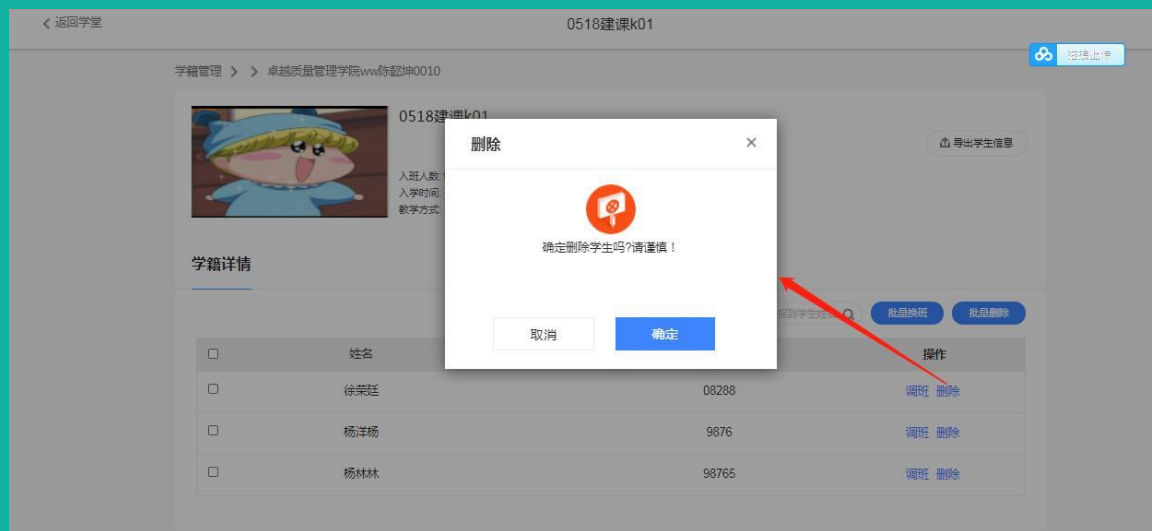 返回学堂
0518建课k01
拖拽上传
学籍管理 > > 卓越质量管理学院ww陈懿坤0010
0518建课k01
导出学生信息
入班人数
入学时间
教学方式
删除
确定删除学生吗?请谨慎！
取消 确定
学籍详情
批量换班 批量删除
姓名 操作
徐荣廷 08288 调班 删除
杨洋杨 9876 调班 删除
杨林林 98765 调班 删除